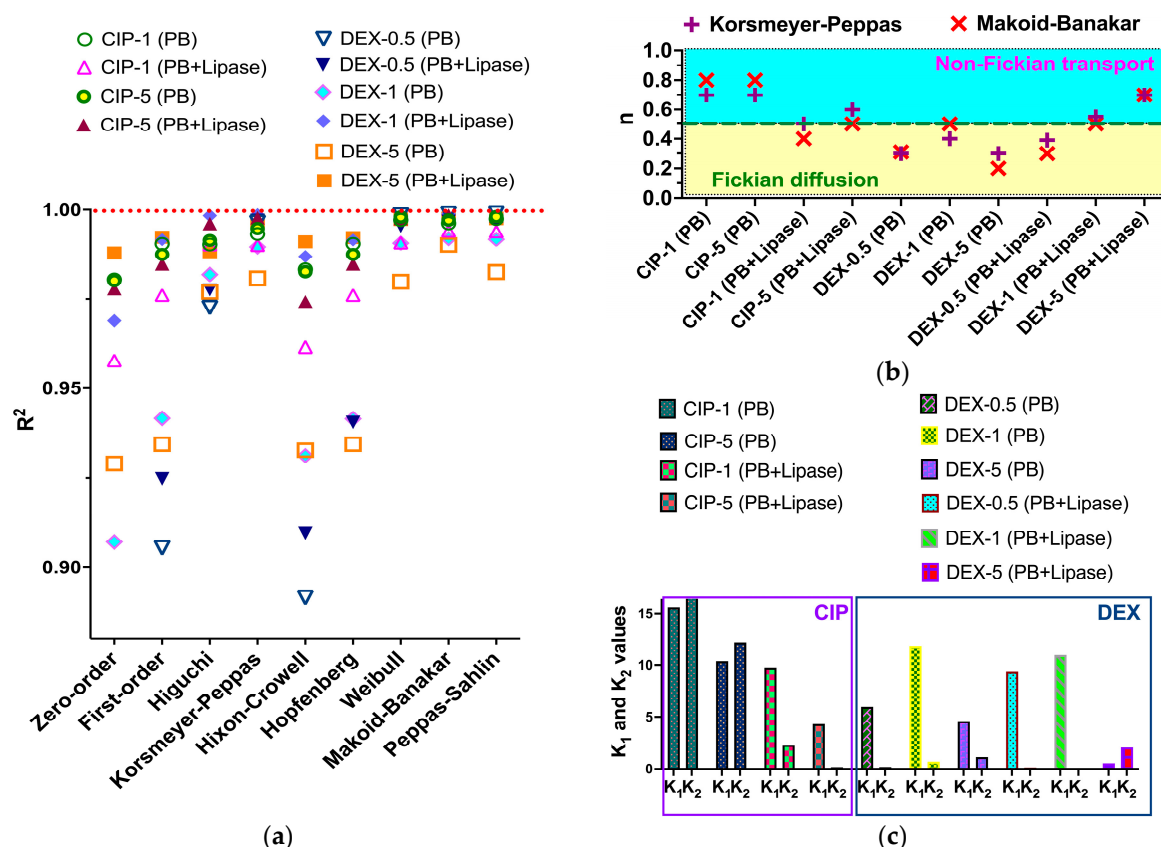 (a)
CIP-1 (PB)
CIP-1 (PB+Lipase)
CIP-5 (PB)
CIP-5 (PB+Lipase)
DEX-0.5 (PB)
DEX-0.5 (PB+Lipase)
DEX-1 (PB)
DEX-1 (PB+Lipase)
DEX-5 (PB)
DEX-5 (PB+Lipase)
1.00
0.95
0.90
R²
Zero-order
First-order
Higuchi
Korsmeyer-Peppas
Hixon-Crowell
Hopfenberg
Weibull
Makoid-Banakar
Peppas-Sahlin
(a)
Korsmeyer-Peppas
Makoid-Banakar
1.0
0.8
0.6
0.4
0.2
0.0
n
Non-Fickian transport
Fickian diffusion
CIP-1 (PB)
CIP-5 (PB)
CIP-1 (PB+Lipase)
CIP-5 (PB+Lipase)
DEX-0.5 (PB)
DEX-1 (PB)
DEX-5 (PB)
DEX-0.5 (PB+Lipase)
DEX-1 (PB+Lipase)
DEX-5 (PB+Lipase)
(b)
CIP-1 (PB)
CIP-5 (PB)
CIP-1 (PB+Lipase)
CIP-5 (PB+Lipase)
DEX-0.5 (PB)
DEX-1 (PB)
DEX-5 (PB)
DEX-0.5 (PB+Lipase)
DEX-1 (PB+Lipase)
DEX-5 (PB+Lipase)
CIP
DEX
15
10
5
0
K₁ and K₂ values
K₁K₂ K₁K₂ K₁K₂ K₁K₂ K₁K₂ K₁K₂ K₁K₂ K₁K₂ K₁K₂ K₁K₂
(c)